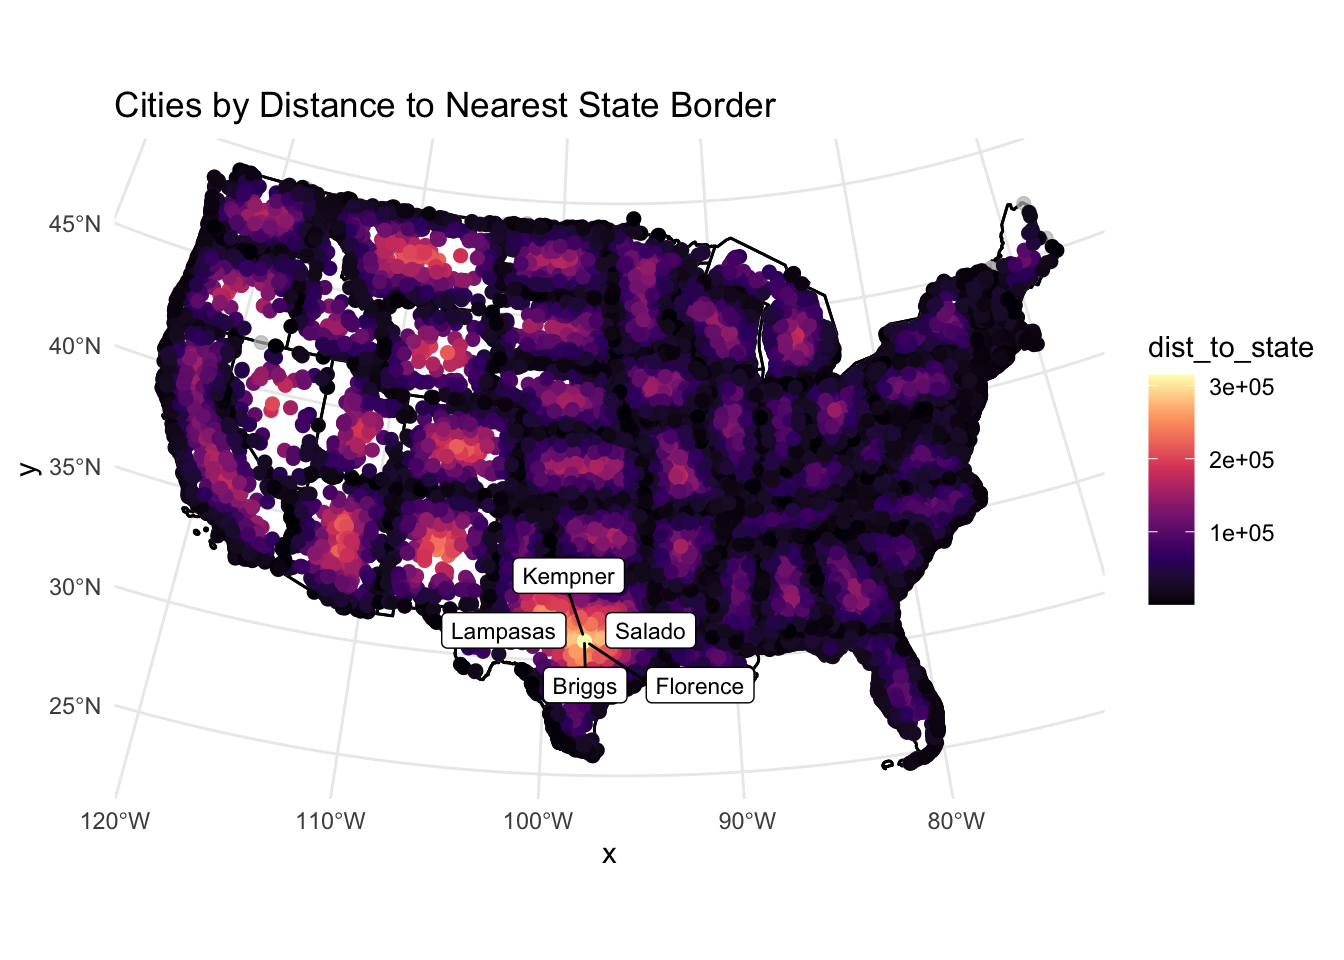 Cities by Distance to Nearest State Border
45°N
40°N
35°N
30°N
25°N
y
120°W
110°W
100°W
90°W
80°W
x
Kempner
Lampasas
Salado
Briggs
Florence
dist_to_state
3e+05
2e+05
1e+05